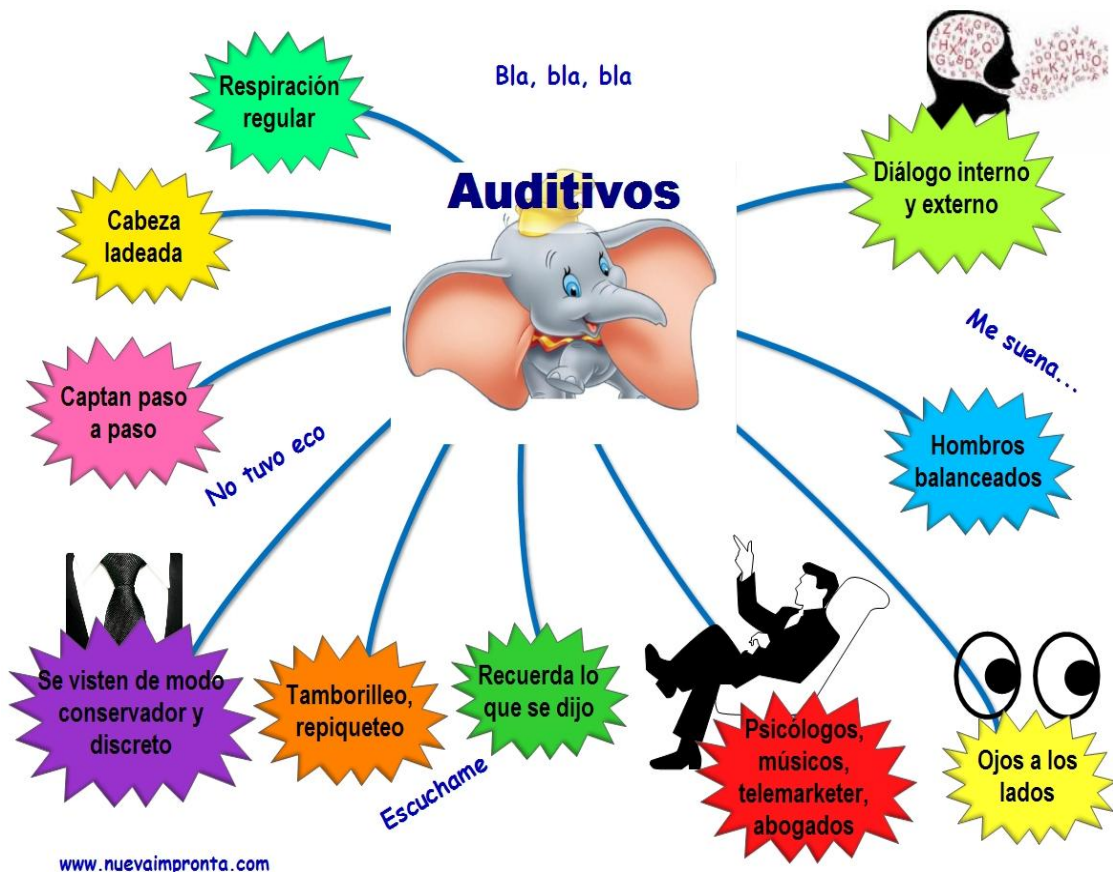 Bla, bla, bla
Respiración
regular
Auditivos
Diálogo interno
y externo
Cabeza
ladeada
Me suena...
Captan paso
a paso
Hombros
balanceados
No tuvo eco
Se visten de modo
conservador y
discreto
Tamborilleo,
repiqueteo
Recuerda lo
que se dijo
Psicólogos,
músicos,
telemarketer,
abogados
Ojos a los
lados
Escuchame
www.nuevaimpronta.com